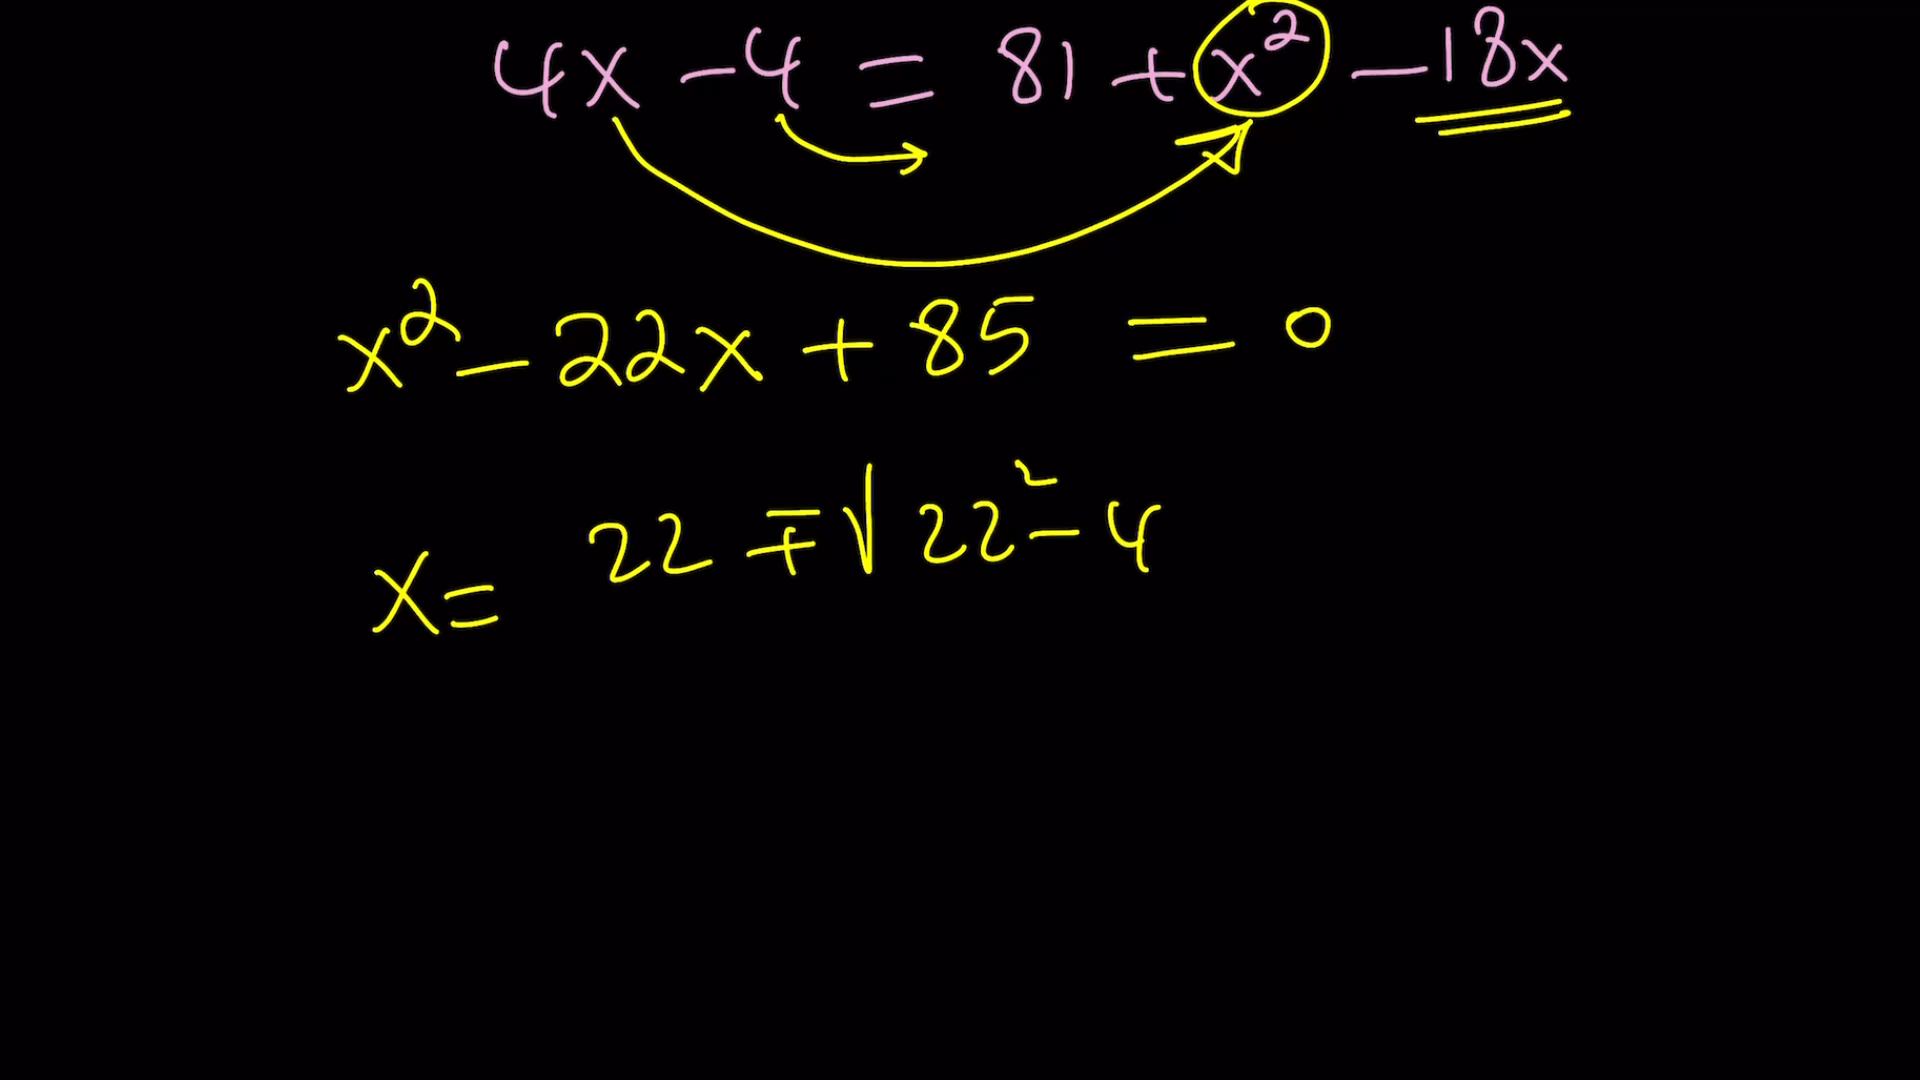 4x - 4 = 81 + x² - 18x
x² - 22x + 85 = 0
x = 22 ∓ √ 22² - 4